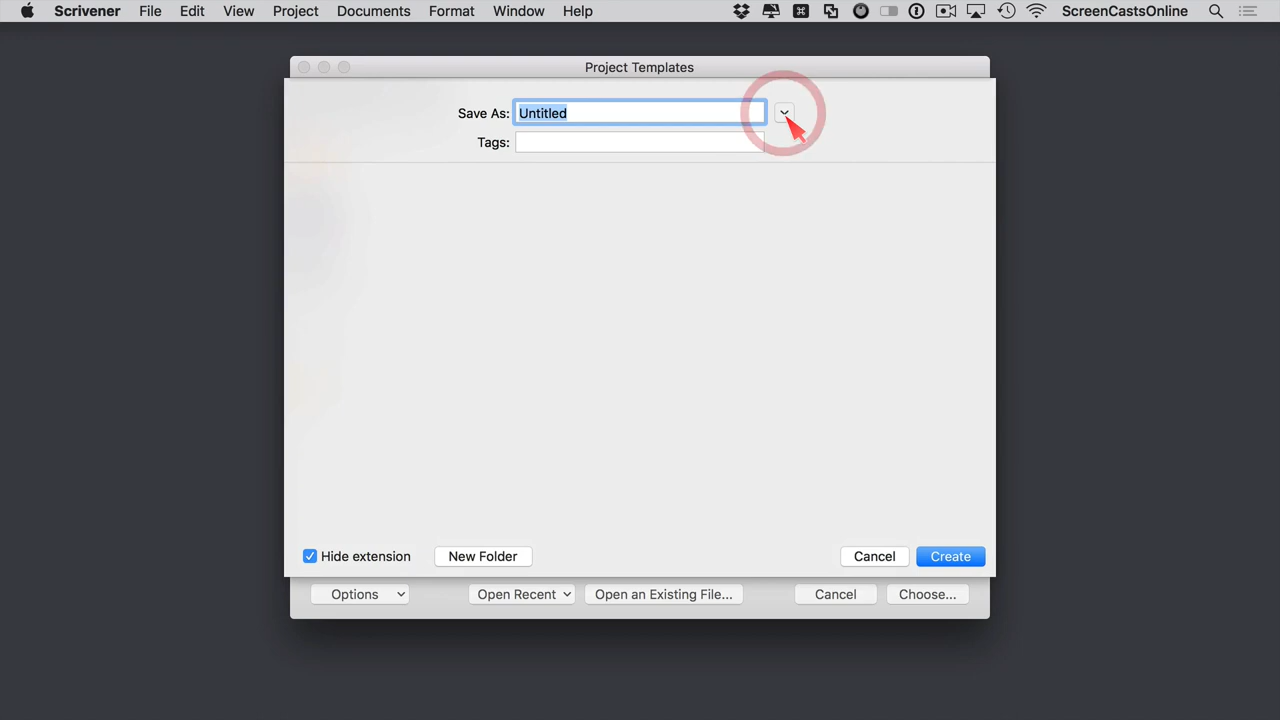 Scrivener File Edit View Project Documents Format Window Help ScreenCastsOnline
Project Templates
Save As: Untitled
Tags:
Hide extension New Folder Cancel Create
Options Open Recent Open an Existing File... Cancel Choose...